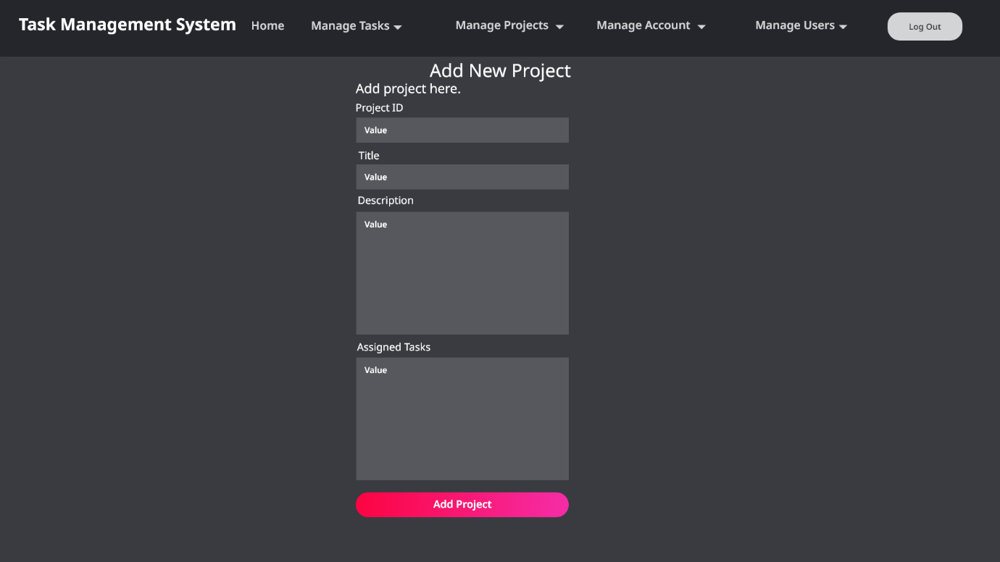 Task Management System Home Manage Tasks Manage Projects Manage Account Manage Users Log Out
Add New Project
Add project here.
Project ID
Value
Title
Value
Description
Value
Assigned Tasks
Value
Add Project